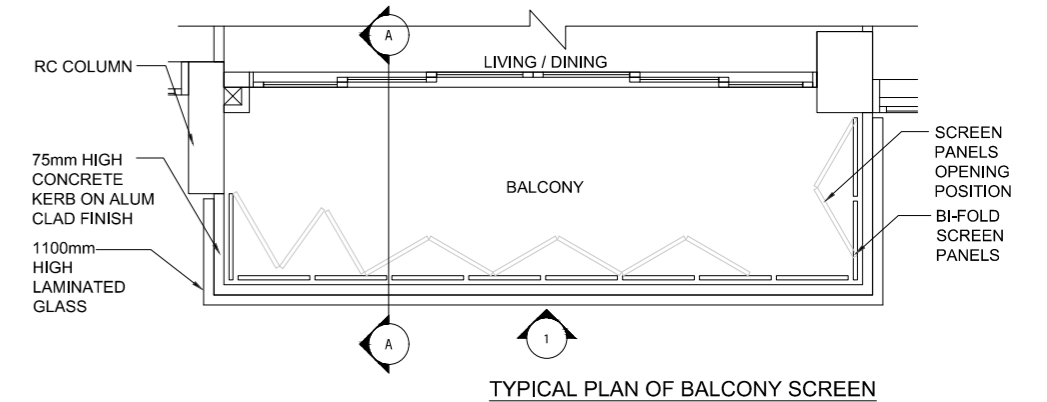 A
LIVING / DINING
RC COLUMN
75mm HIGH
CONCRETE
KERB ON ALUM
CLAD FINISH
1100mm
HIGH
LAMINATED
GLASS
BALCONY
SCREEN
PANELS
OPENING
POSITION
BI-FOLD
SCREEN
PANELS
A
1
TYPICAL PLAN OF BALCONY SCREEN